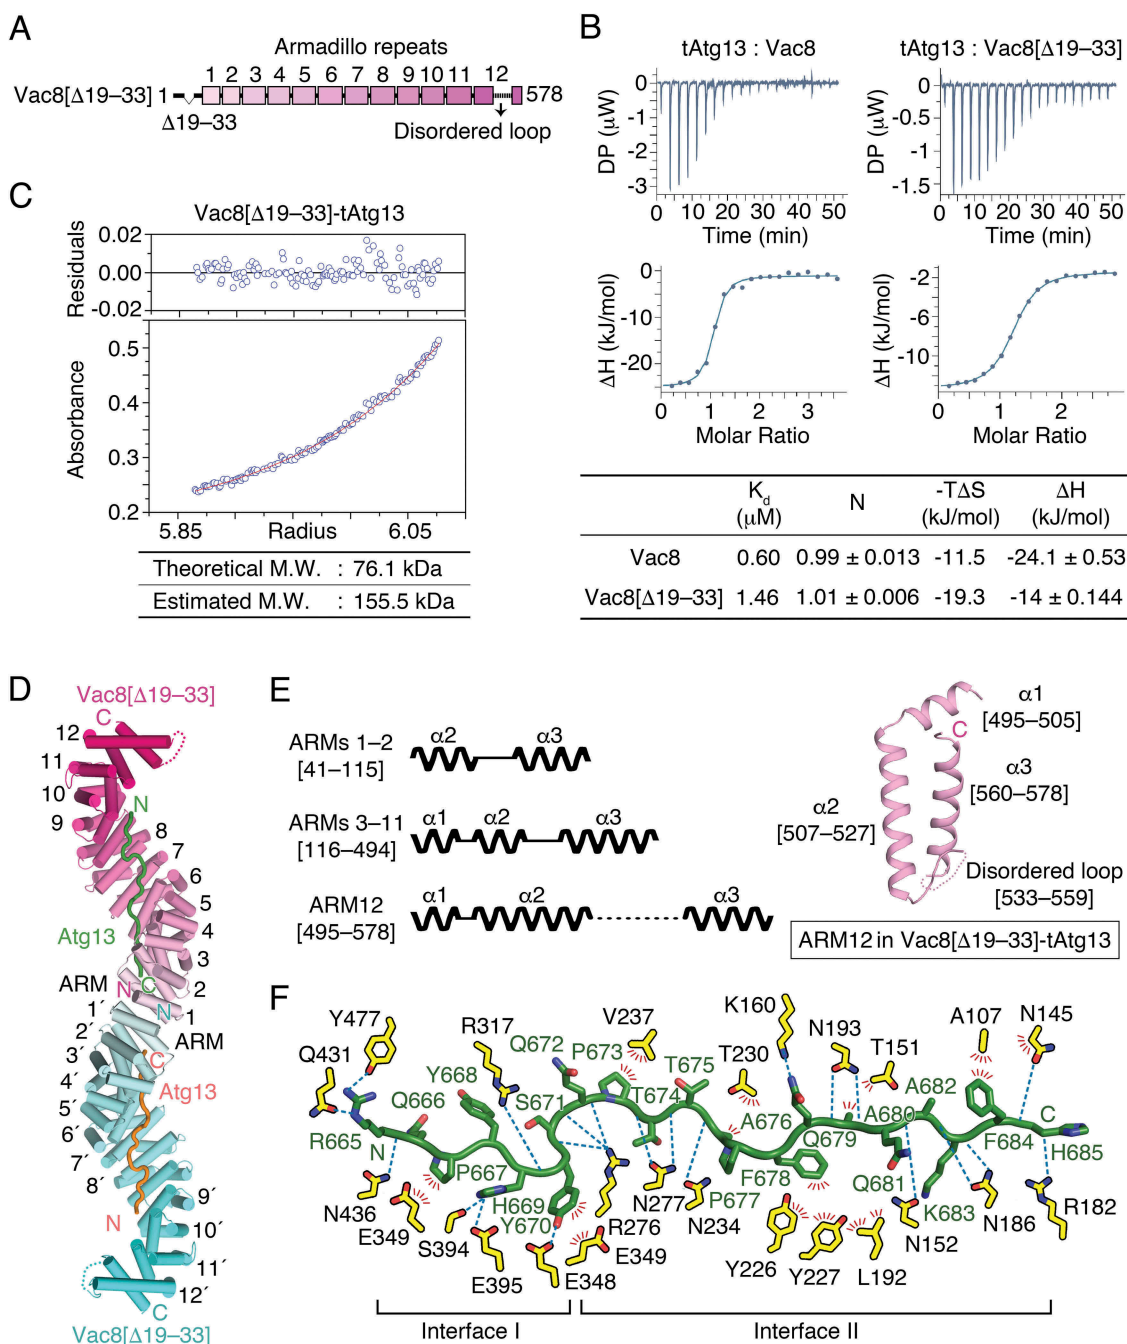 A
Armadillo repeats
1 2 3 4 5 6 7 8 9 10 11 12
Vac8[Δ19–33] 1
578
Δ19–33
Disordered loop
B
tAtg13 : Vac8
tAtg13 : Vac8[Δ19–33]
DP (μW)
0
-1
-2
-3
0 10 20 30 40 50
Time (min)
DP (μW)
0
-0.5
-1
-1.5
0 10 20 30 40 50
Time (min)
ΔH (kJ/mol)
0
-10
-20
0 1 2 3
Molar Ratio
ΔH (kJ/mol)
-2
-6
-10
0 1 2
Molar Ratio
Kd (μM) N -TΔS (kJ/mol) ΔH (kJ/mol)
Vac8 0.60 0.99 ± 0.013 -11.5 -24.1 ± 0.53
Vac8[Δ19–33] 1.46 1.01 ± 0.006 -19.3 -14 ± 0.144
C
Vac8[Δ19–33]-tAtg13
Residuals
0.02
0.00
-0.02
Absorbance
0.5
0.4
0.3
0.2
5.85 Radius 6.05
Theoretical M.W. : 76.1 kDa
Estimated M.W. : 155.5 kDa
D
Vac8[Δ19–33]
C
12
11
10
9
N
8
7
6
5
4
3
2
1
Atg13
C
ARM
N
N
ARM
1´
2´
3´
4´
5´
6´
7´
8´
C
Atg13
N
9´
10´
11´
12´
C
Vac8[Δ19–33]
E
ARMs 1–2
[41–115]
α2 α3
ARMs 3–11
[116–494]
α1 α2 α3
ARM12
[495–578]
α1 α2 α3
α1
[495–505]
C
α3
[560–578]
α2
[507–527]
Disordered loop
[533–559]
ARM12 in Vac8[Δ19–33]-tAtg13
F
Y477
Q431
R317
Q672
V237
P673
K160
T230
T675
N193
T151
A107
N145
Y668
Q666
S671
T674
A676
A682
A680
C
R665
N
Q679
F684
H685
P667
F678
Q681
H669
N277
P677
K683
Y670
N436
R276
N234
N186
R182
E349
S394
E349
N152
E395
E348
Y226
Y227
L192
Interface I
Interface II